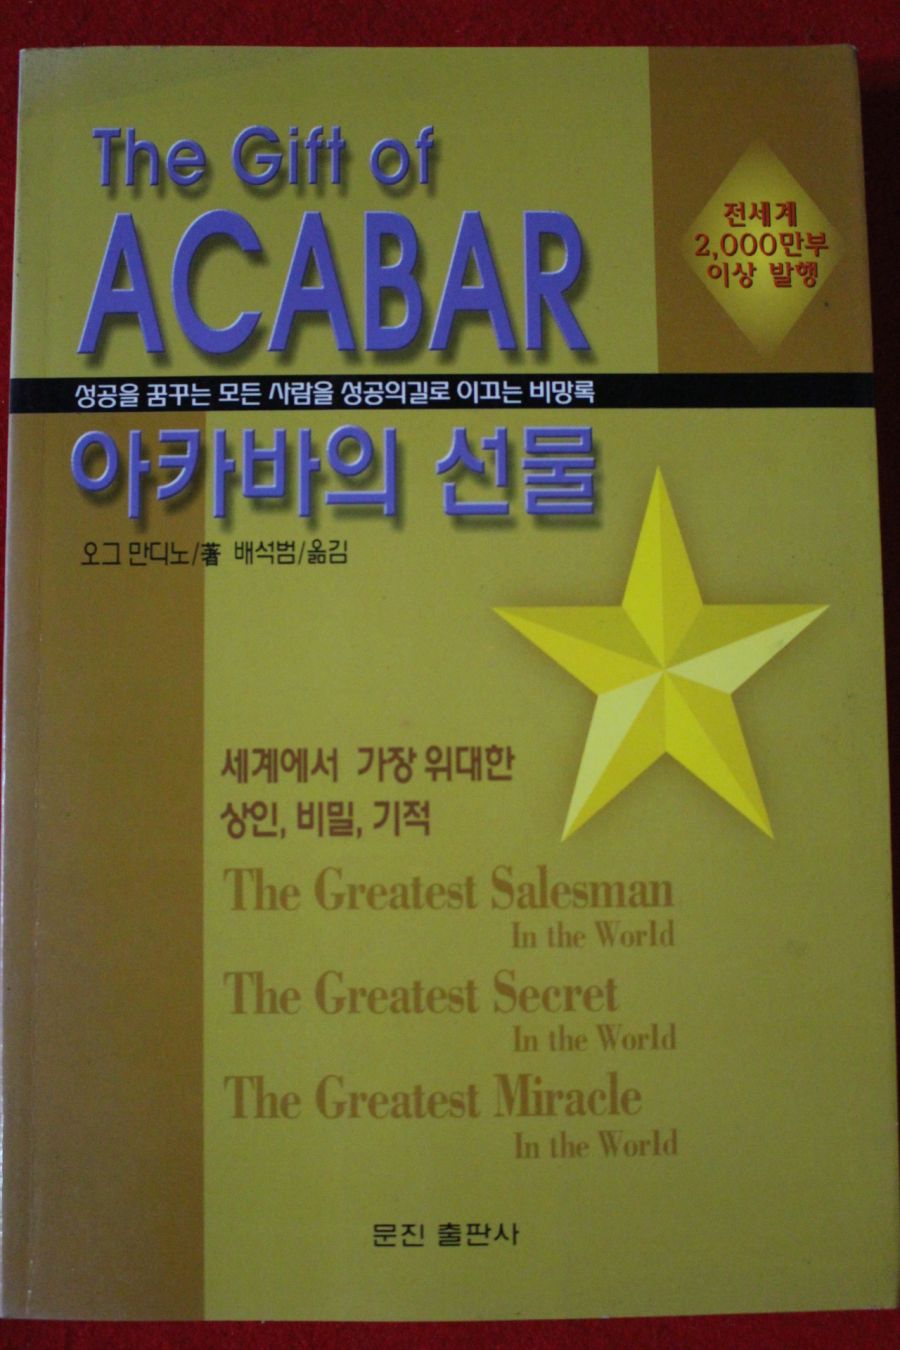 The Gift of
ACABAR
전세계
2,000만부
이상 발행
성공을 꿈꾸는 모든 사람을 성공의길로 이끄는 비망록
아카바의 선물
오그 만디노/著 배석범/옮김
세계에서 가장 위대한
상인, 비밀, 기적
The Greatest Salesman
In the World
The Greatest Secret
In the World
The Greatest Miracle
In the World
문진 출판사